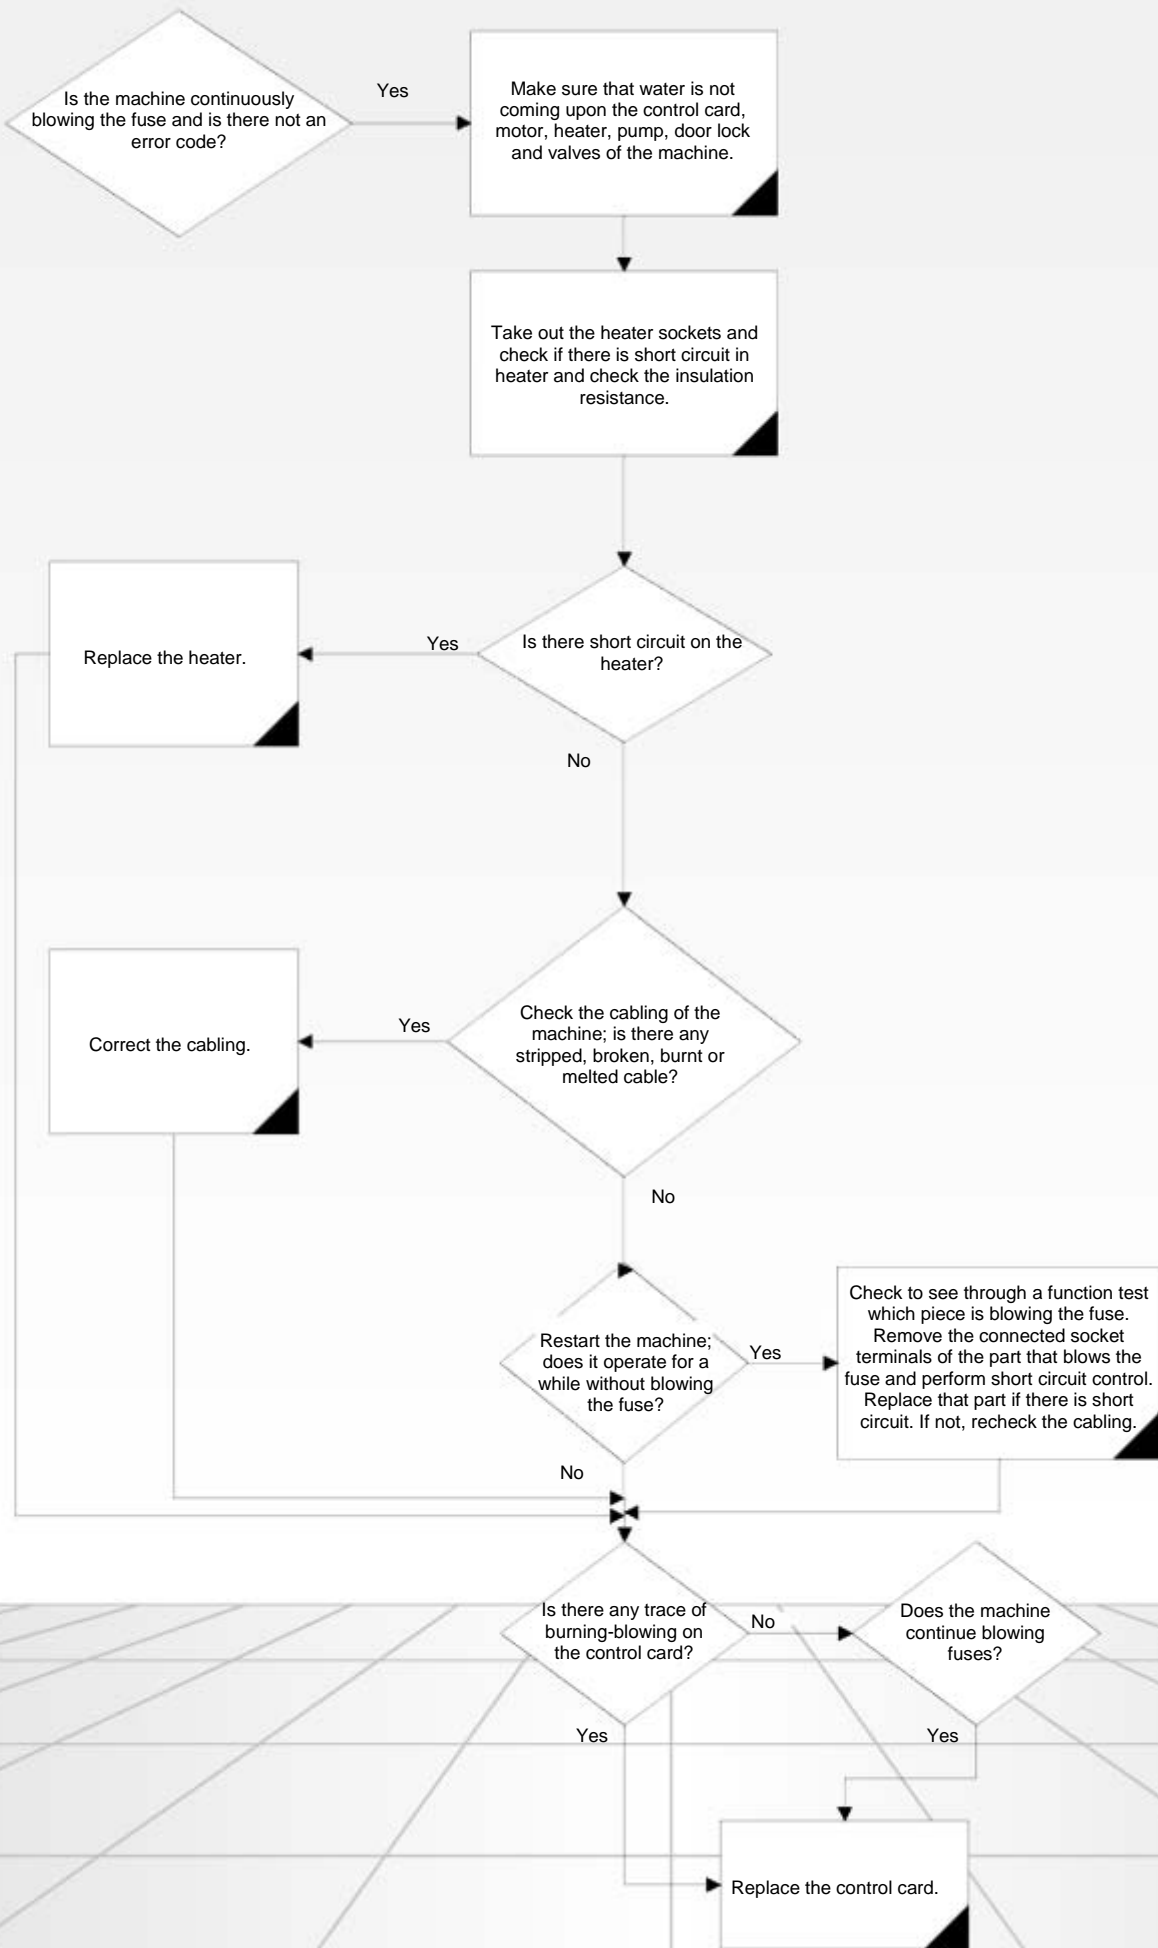 Is the machine continuously
blowing the fuse and is there not an
error code?
Yes
Make sure that water is not
coming upon the control card,
motor, heater, pump, door lock
and valves of the machine.
Take out the heater sockets and
check if there is short circuit in
heater and check the insulation
resistance.
Is there short circuit on the
heater?
Yes
Replace the heater.
No
Check the cabling of the
machine; is there any
stripped, broken, burnt or
melted cable?
Yes
Correct the cabling.
No
Restart the machine;
does it operate for a
while without blowing
the fuse?
Yes
Check to see through a function test
which piece is blowing the fuse.
Remove the connected socket
terminals of the part that blows the
fuse and perform short circuit control.
Replace that part if there is short
circuit. If not, recheck the cabling.
No
Is there any trace of
burning-blowing on
the control card?
No
Does the machine
continue blowing
fuses?
Yes
Yes
Replace the control card.